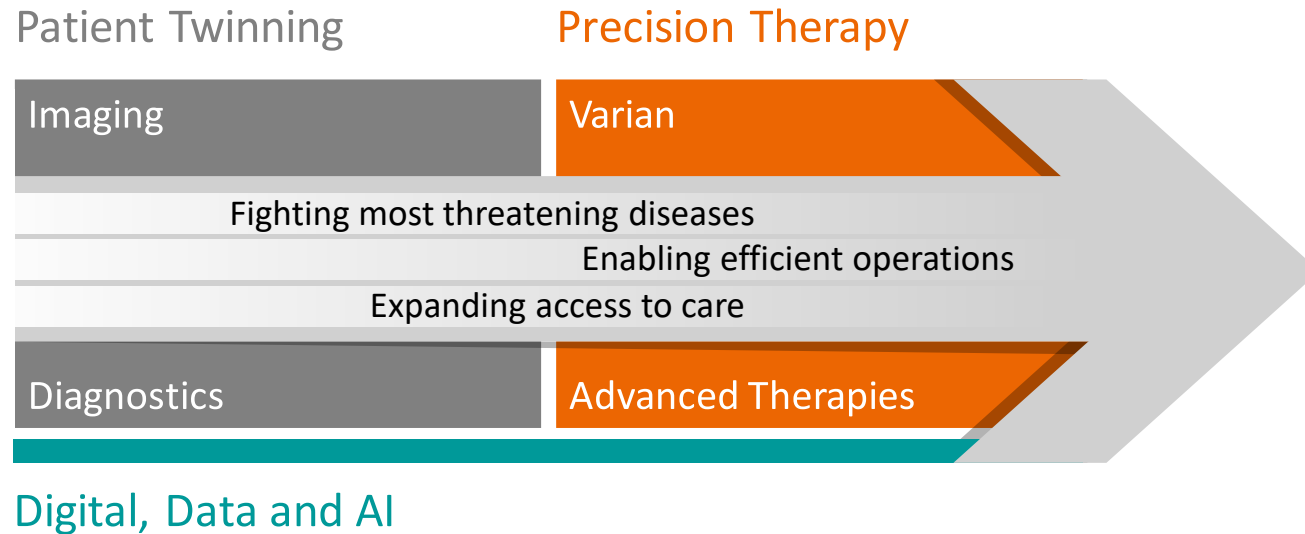 Patient Twinning
Precision Therapy
Imaging
Varian
Fighting most threatening diseases
Enabling efficient operations
Expanding access to care
Diagnostics
Advanced Therapies
Digital, Data and AI